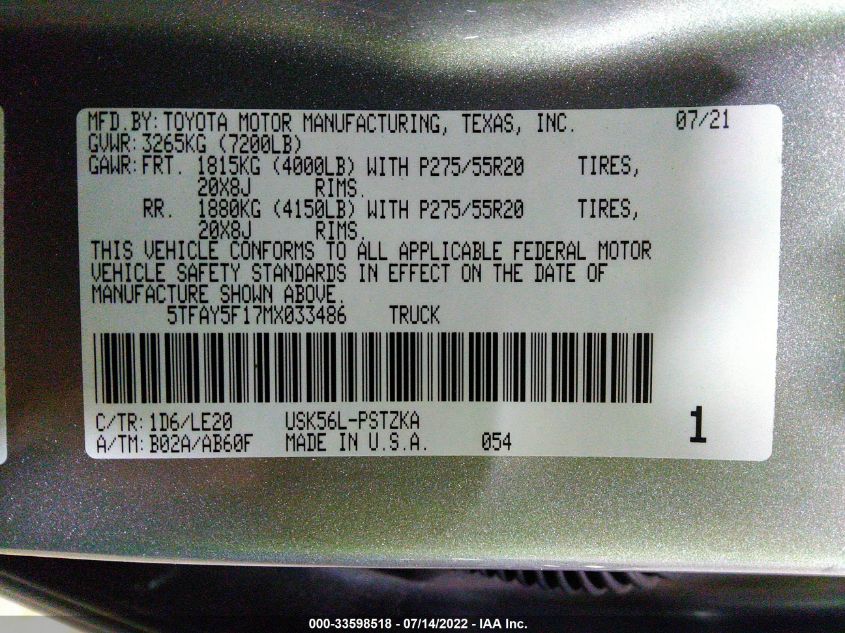 MFD.BY: TOYOTA MOTOR MANUFACTURING, TEXAS, INC. 07/21
GVWR: 3265KG (7200LB)
GAWR: FRT. 1815KG (4000LB) WITH P275/55R20 TIRES,
20X8J RIMS.
RR. 1880KG (4150LB) WITH P275/55R20 TIRES,
20X8J RIMS.
THIS VEHICLE CONFORMS TO ALL APPLICABLE FEDERAL MOTOR
VEHICLE SAFETY STANDARDS IN EFFECT ON THE DATE OF
MANUFACTURE SHOWN ABOVE.
5TFAY5F17MX033486 TRUCK
C/TR: 1D6/LE20 USK56L-PSTZKA
A/TM: B02A/AB60F MADE IN U.S.A. 054 1
000-33598518 - 07/14/2022 - IAA Inc.